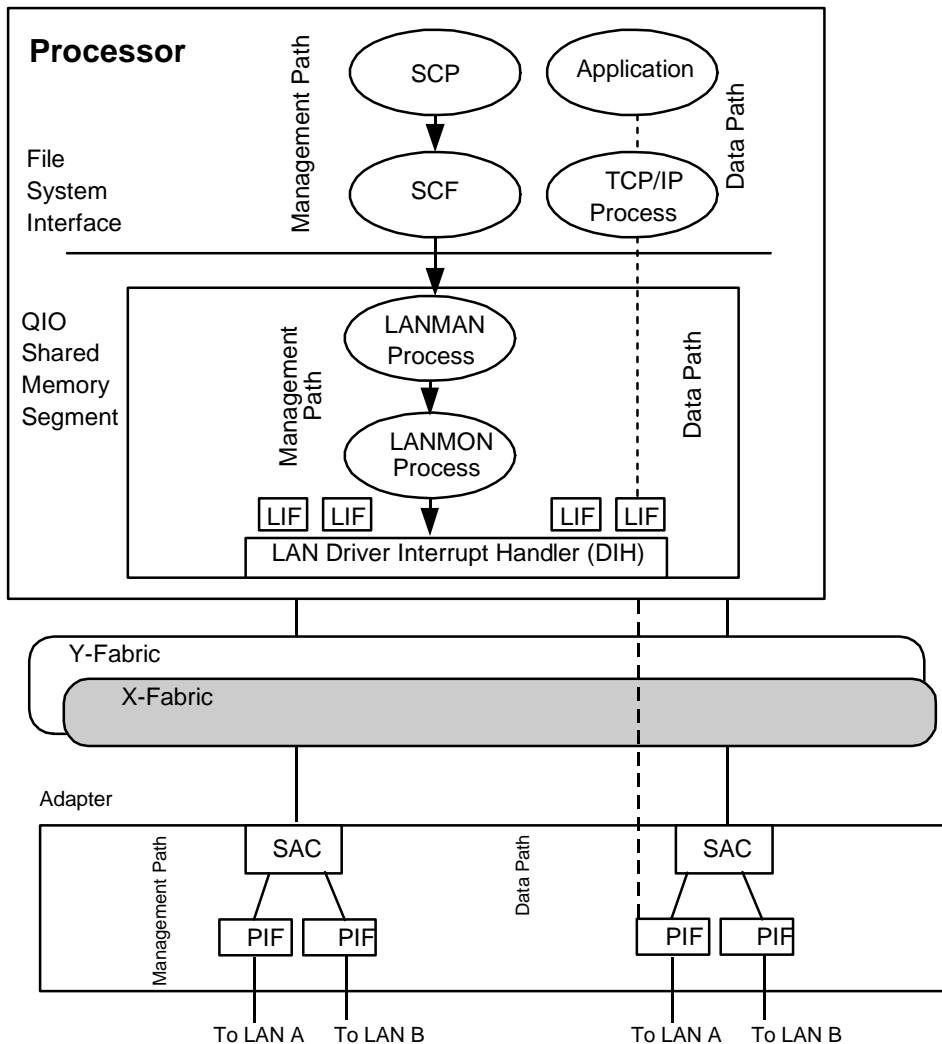 Processor
Management Path
SCP
Application
Data Path
File
System
Interface
SCF
TCP/IP
Process
QIO
Shared
Memory
Segment
Management
Path
LANMAN
Process
Data Path
LANMON
Process
LIF
LIF
LIF
LIF
LAN Driver Interrupt Handler (DIH)
Y-Fabric
X-Fabric
Adapter
Management Path
SAC
Data Path
SAC
PIF
PIF
PIF
PIF
To LAN A
To LAN B
To LAN A
To LAN B